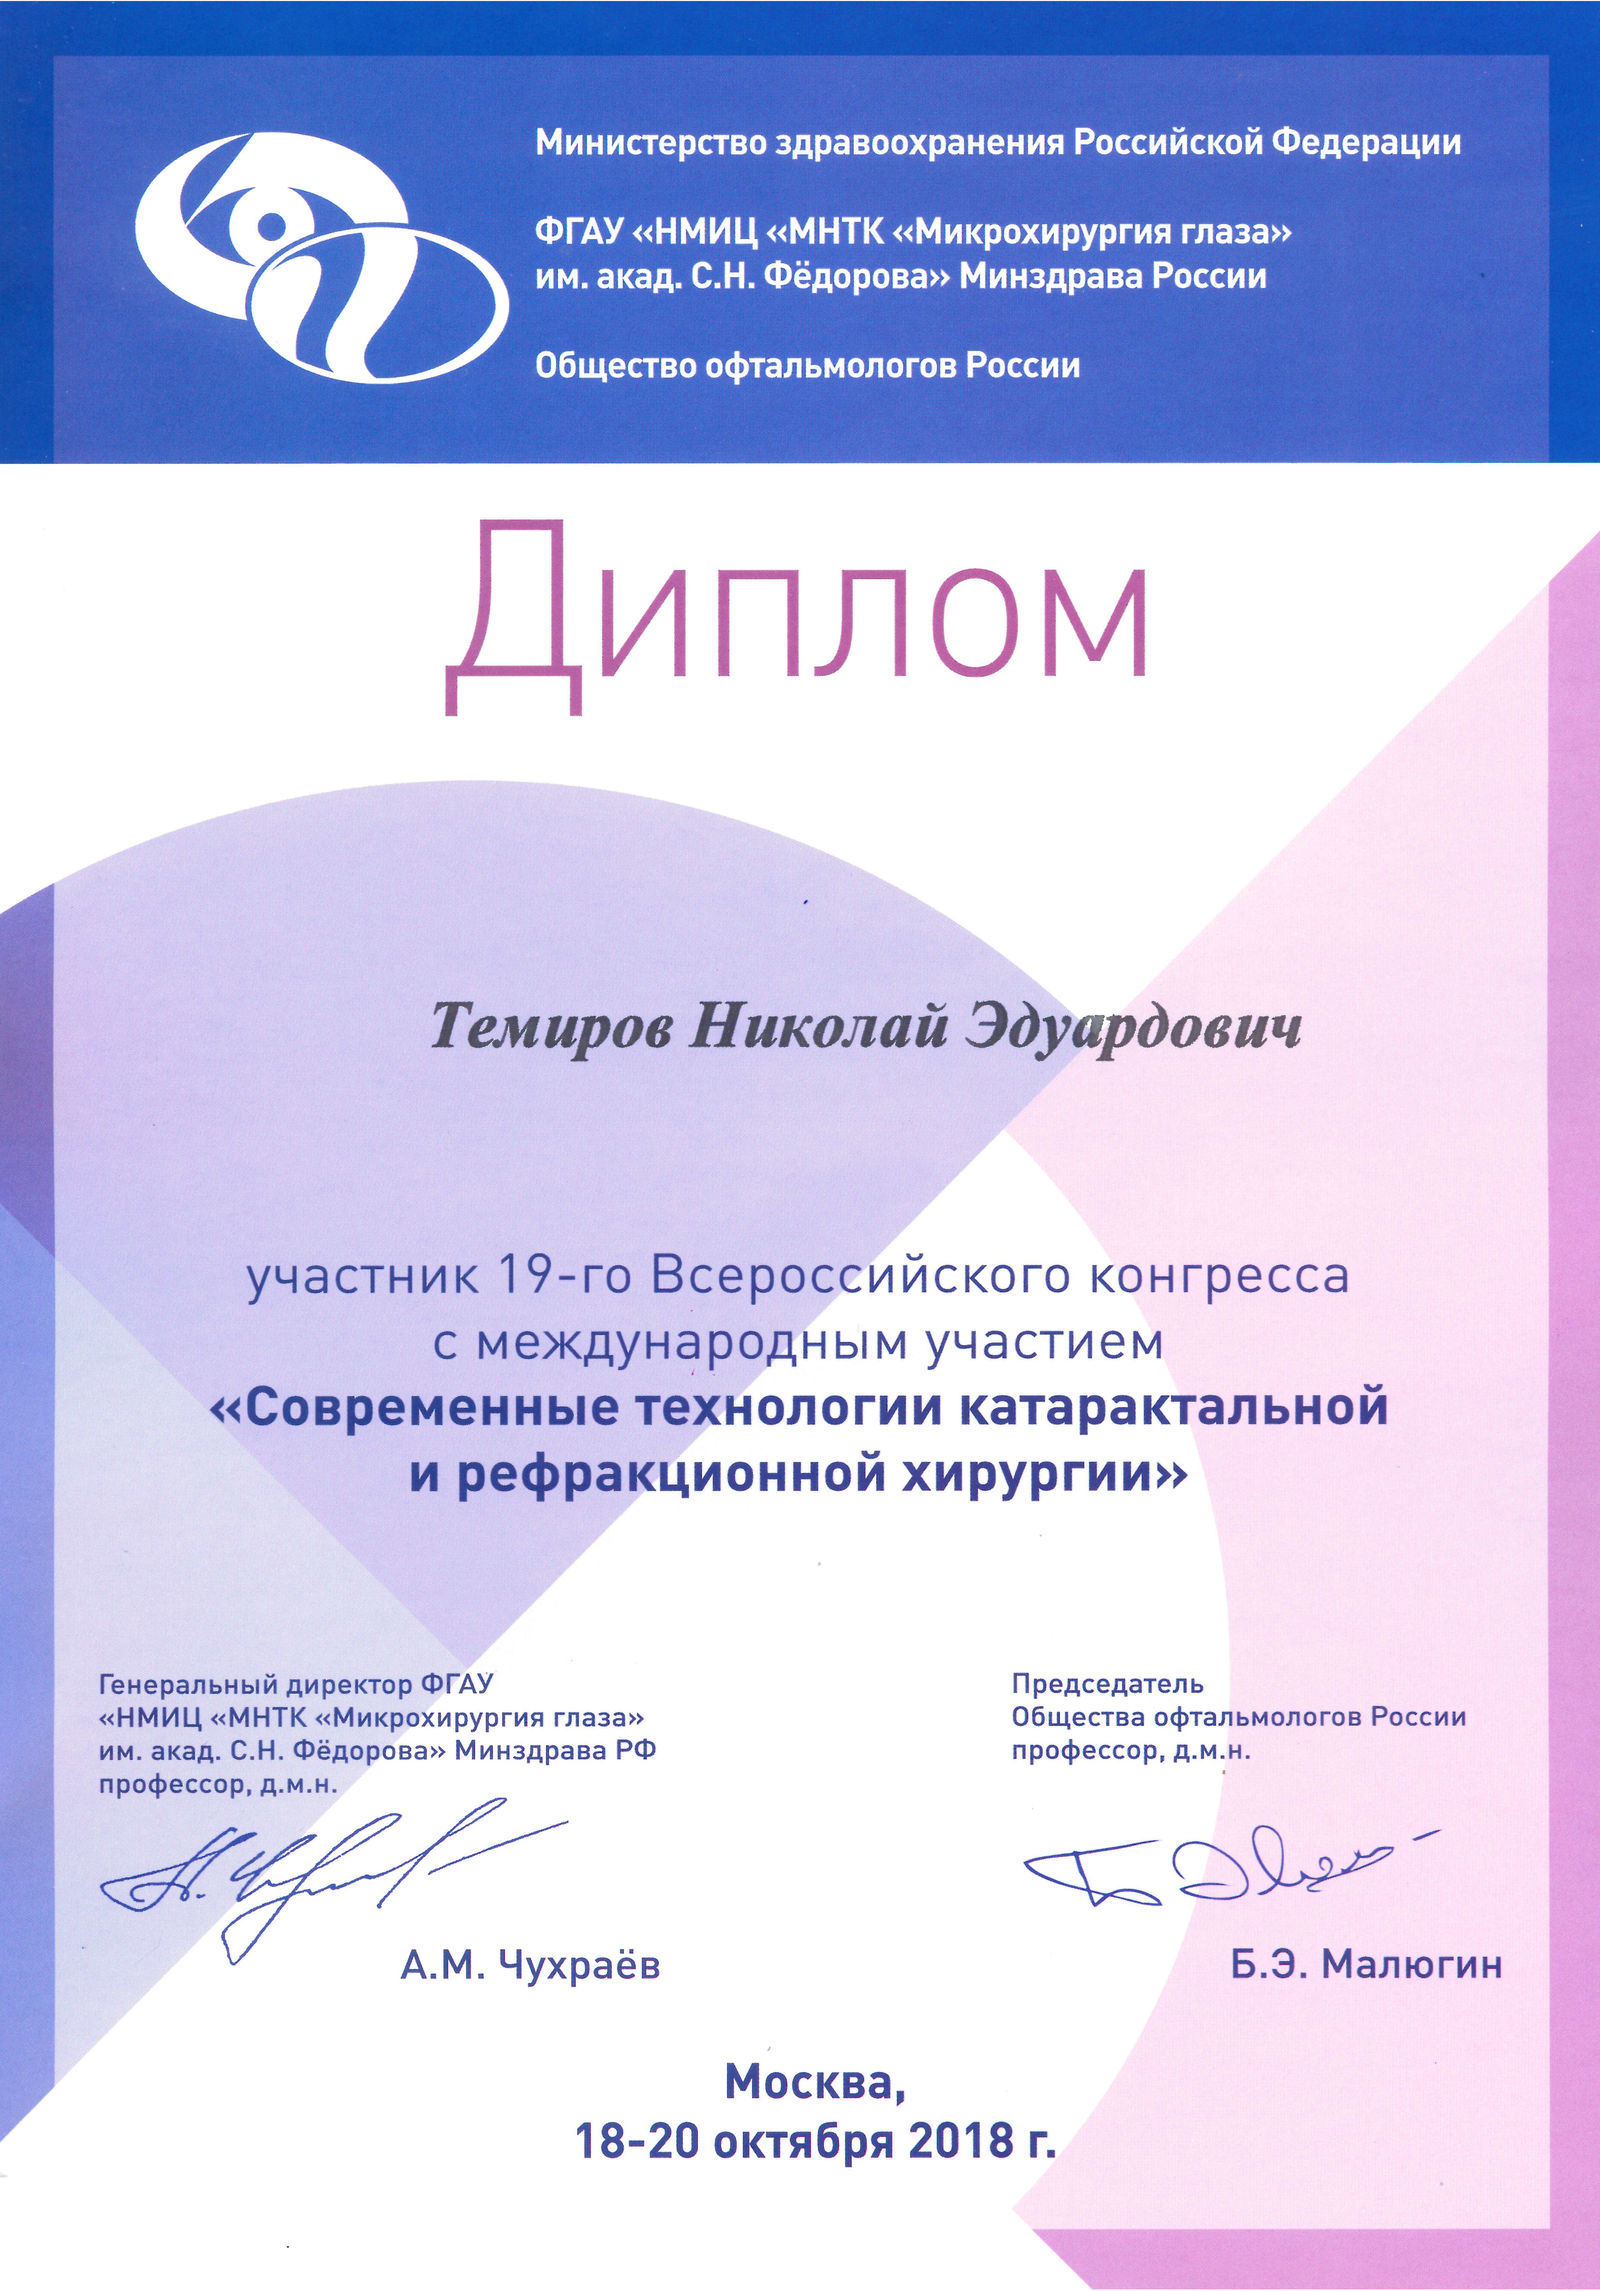 Министерство здравоохранения Российской Федерации
ФГАУ «НМИЦ «МНТК «Микрохирургия глаза»
им. акад. С.Н. Фёдорова» Минздрава России
Общество офтальмологов России
Диплом
Темиров Николай Эдуардович
участник 19-го Всероссийского конгресса
с международным участием
«Современные технологии катарактальной
и рефракционной хирургии»
Генеральный директор ФГАУ
«НМИЦ «МНТК «Микрохирургия глаза»
им. акад. С.Н. Фёдорова» Минздрава РФ
профессор, д.м.н.
А.М. Чухраёв
Председатель
Общества офтальмологов России
профессор, д.м.н.
Б.Э. Малюгин
Москва,
18-20 октября 2018 г.